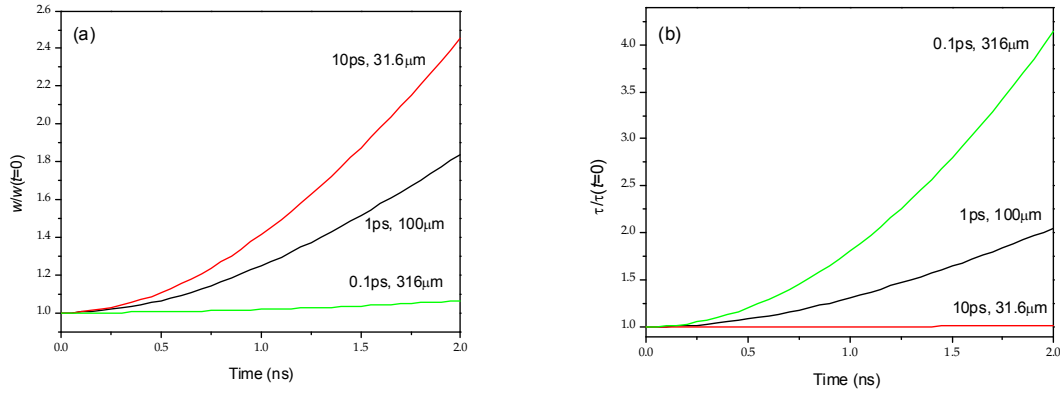 (a)
w/w(t=0)
2.6
2.4
2.2
2.0
1.8
1.6
1.4
1.2
1.0
10ps, 31.6μm
1ps, 100μm
0.1ps, 316μm
0.0 0.5 1.0 1.5 2.0
Time (ns)
(b)
τ/τ(t=0)
4.0
3.5
3.0
2.5
2.0
1.5
1.0
0.1ps, 316μm
1ps, 100μm
10ps, 31.6μm
0.0 0.5 1.0 1.5 2.0
Time (ns)